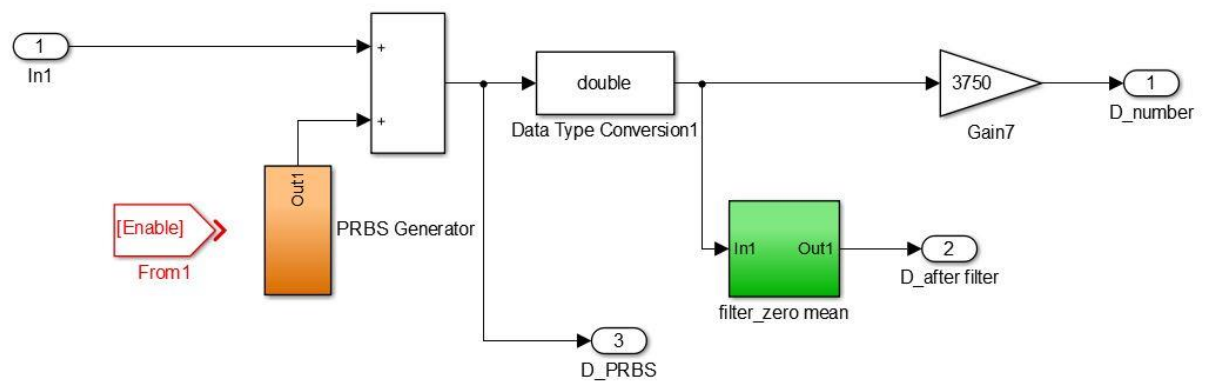 1
In1
+
+
Out1
PRBS Generator
[Enable]
From1
double
Data Type Conversion1
3750
Gain7
1
D_number
In1
Out1
filter_zero mean
2
D_after filter
3
D_PRBS